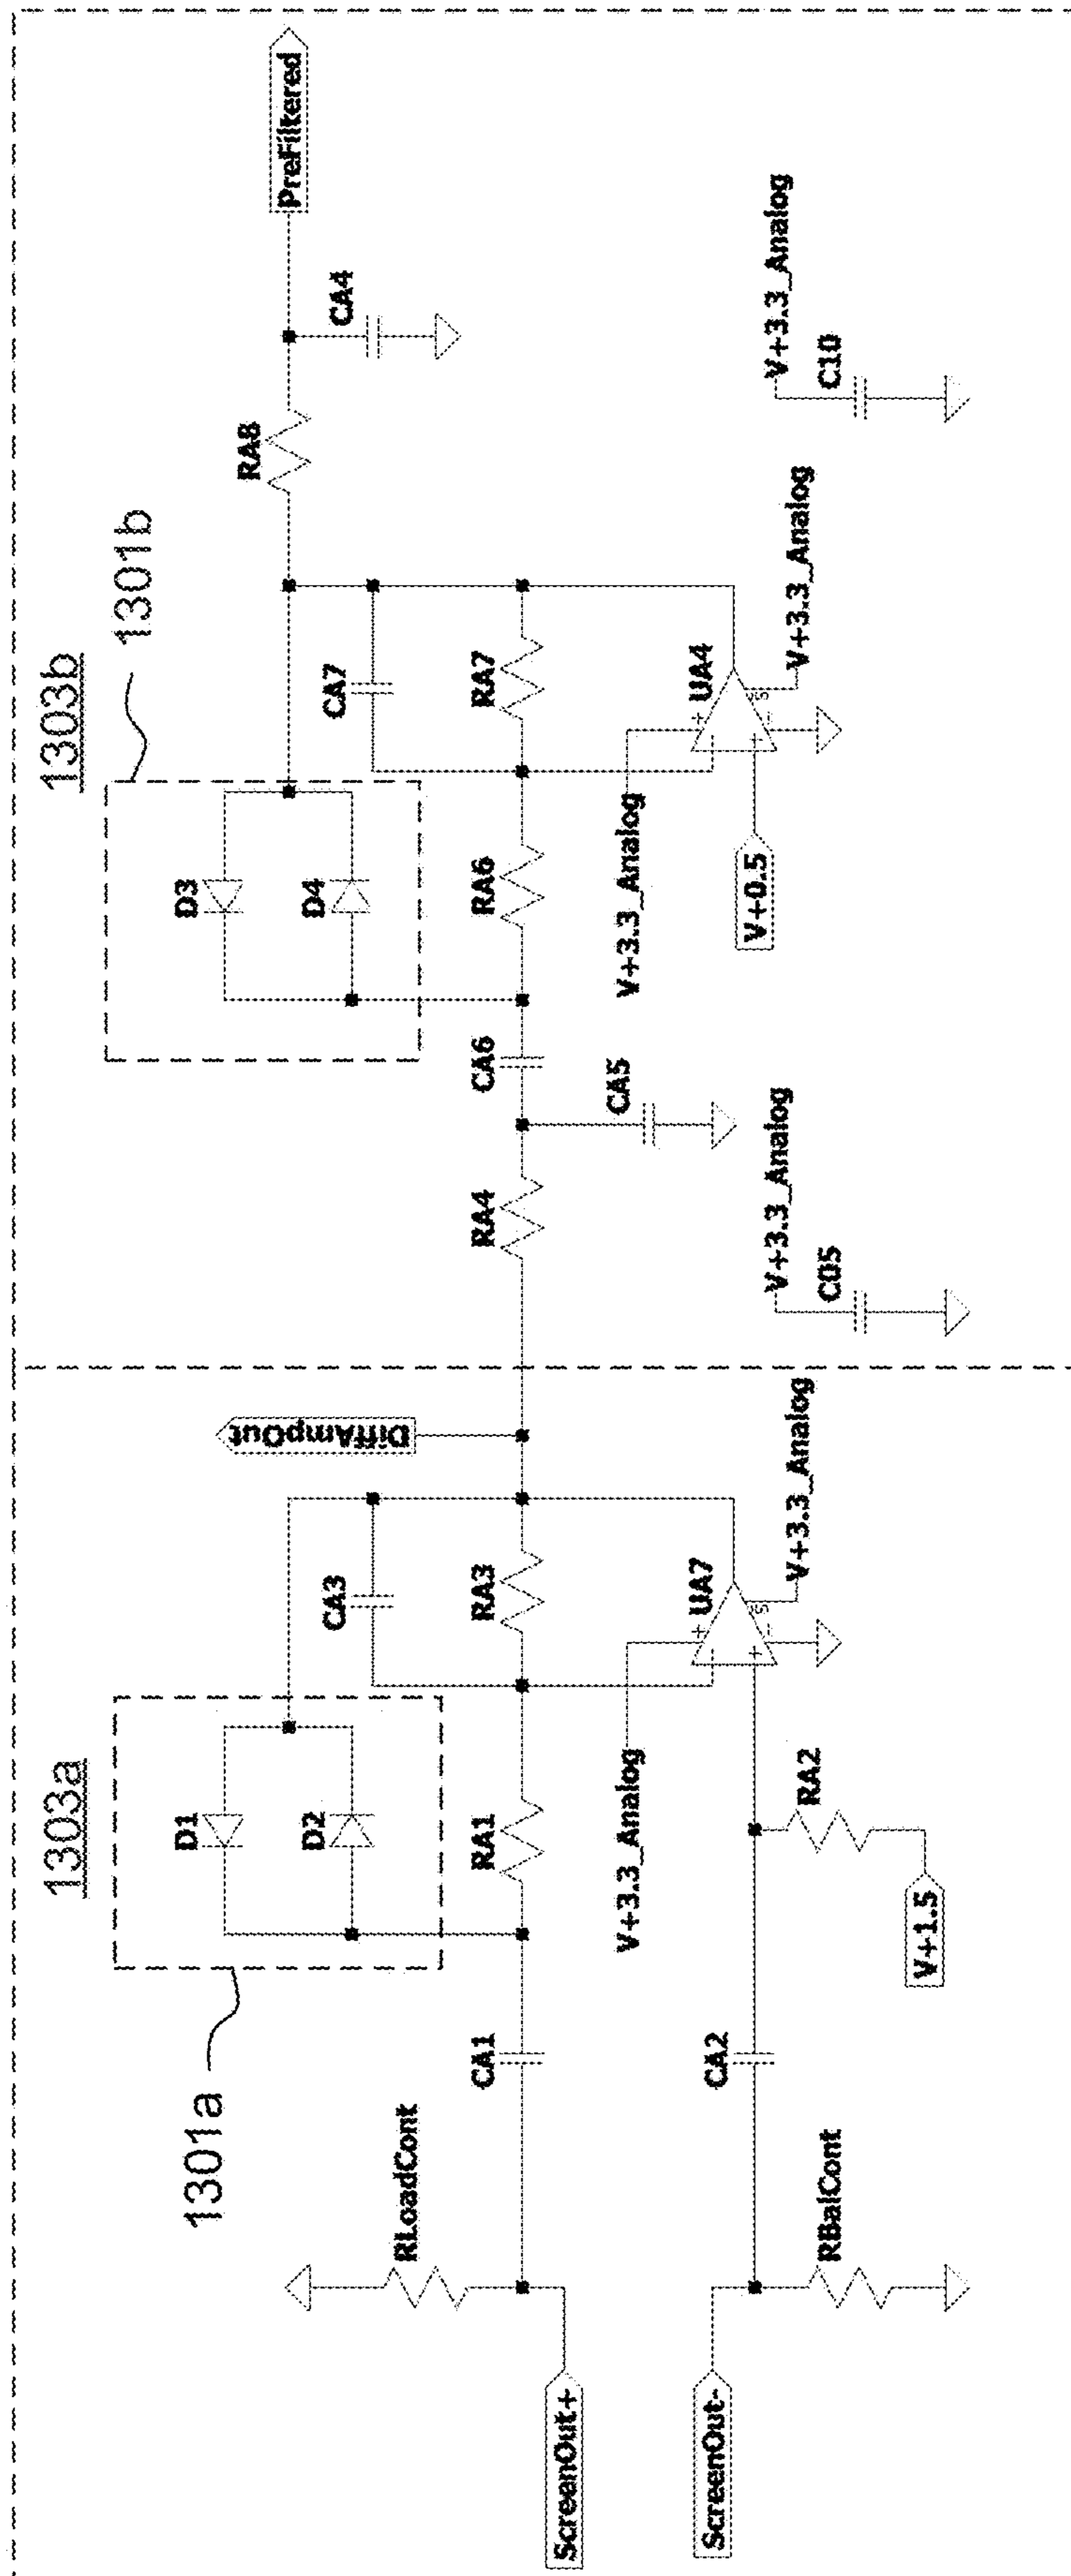 1303a
1303b
1301a
1301b
D1
D2
D3
D4
CA3
CA7
RA8
PreFiltered
CA4
DiffAmpOut
RLoadCont
CA1
RA1
RA3
RA4
CA6
RA6
RA7
ScreenOut+
CA5
V+3.3_Analog
UA7
V+3.3_Analog
UA4
ScreenOut-
CA2
V+3.3_Analog
V+3.3_Analog
V+3.3_Analog
V+3.3_Analog
RBalCont
RA2
C05
V+0.5
C10
V+1.5